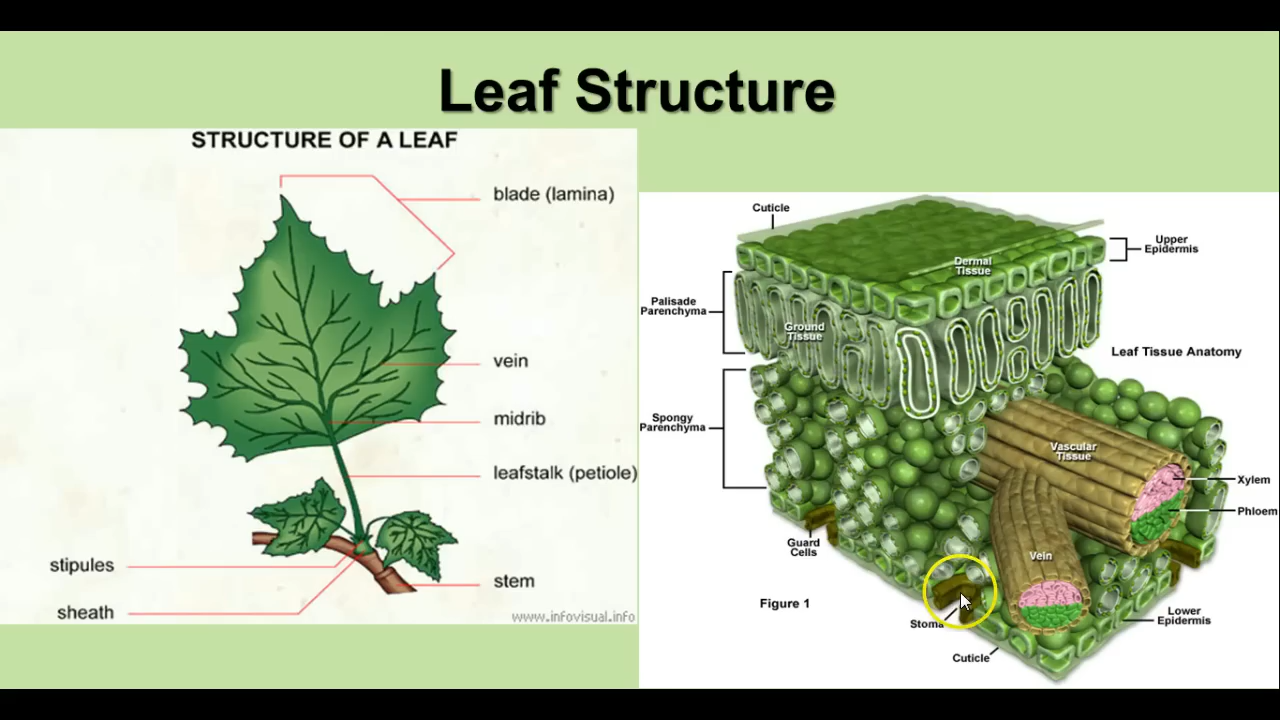 Leaf Structure
STRUCTURE OF A LEAF
blade (lamina)
vein
midrib
leafstalk (petiole)
stipules
stem
sheath
www.infovisual.info
Cuticle
Upper
Epidermis
Dermal
Tissue
Palisade
Parenchyma
Ground
Tissue
Leaf Tissue Anatomy
Spongy
Parenchyma
Vascular
Tissue
Xylem
Phloem
Guard
Cells
Vein
Figure 1
Stoma
Lower
Epidermis
Cuticle